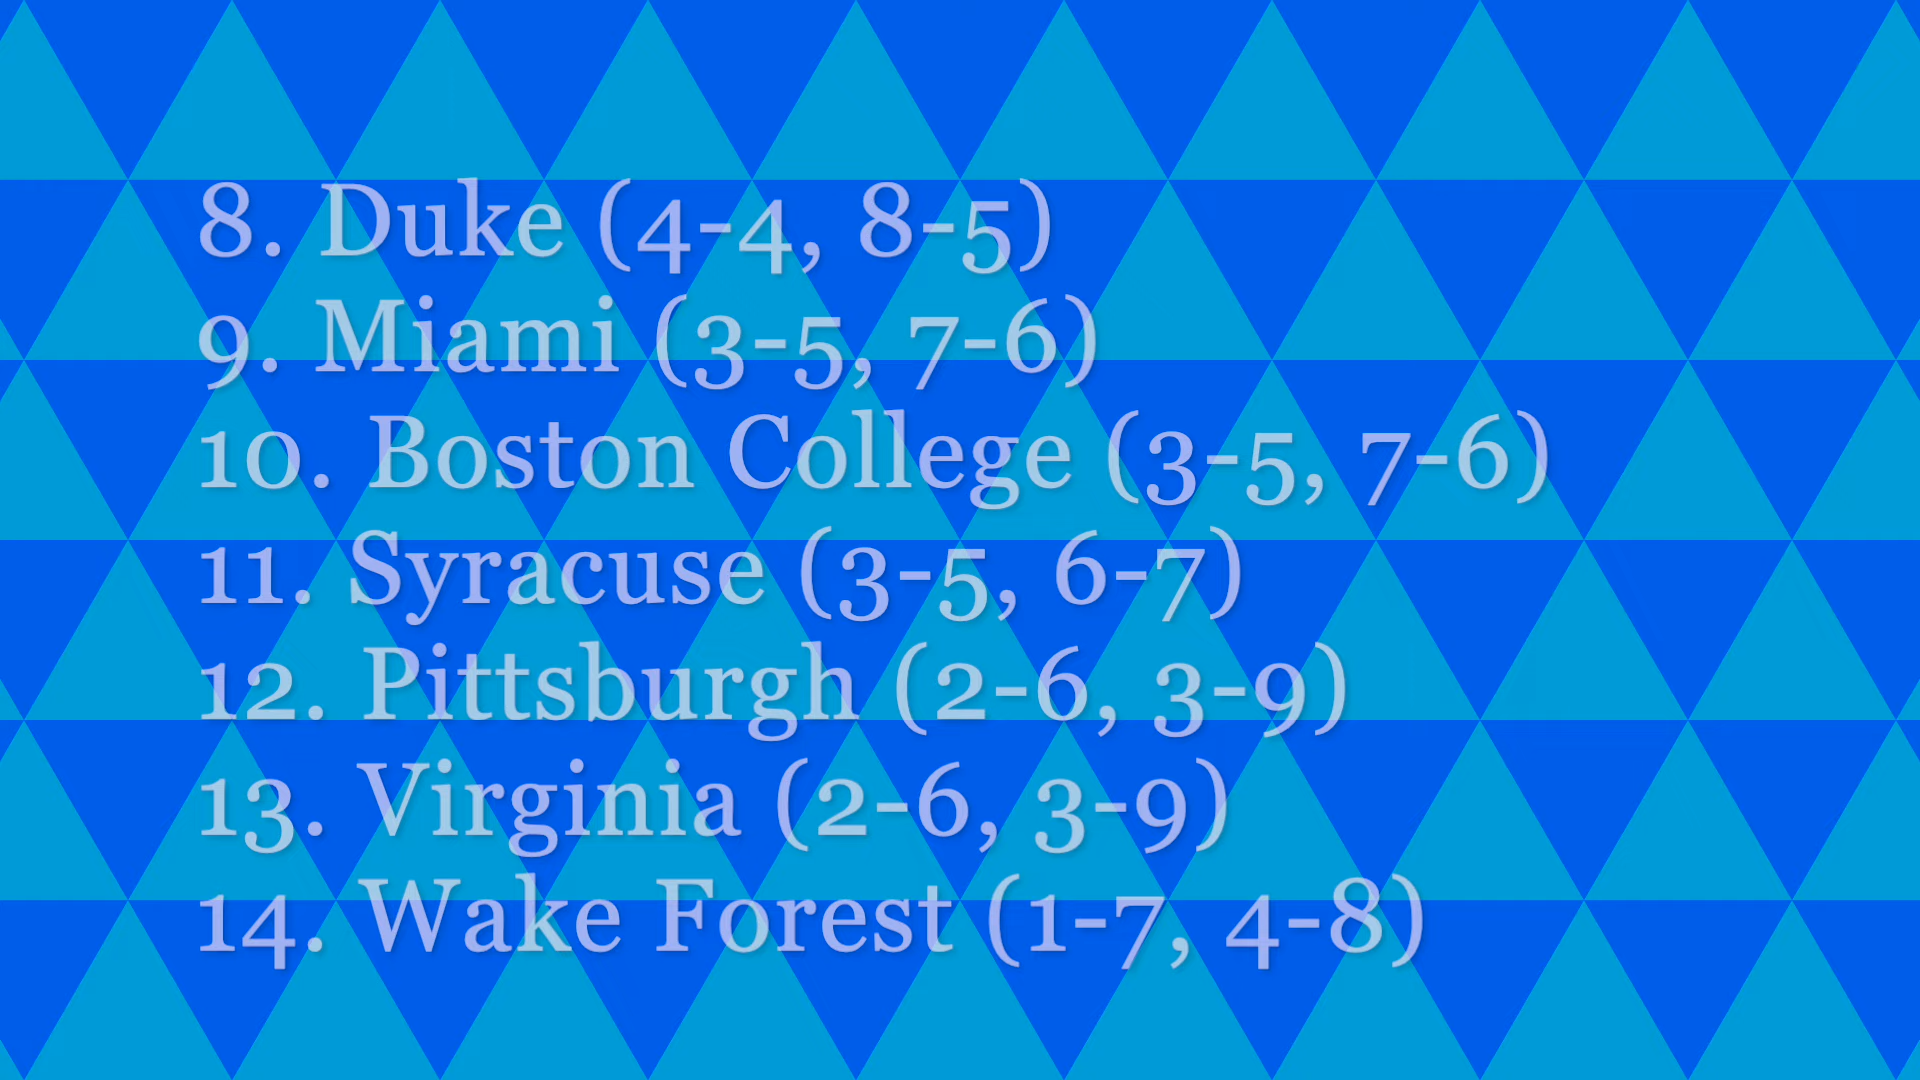 8. Duke (4-4, 8-5)
9. Miami (3-5, 7-6)
10. Boston College (3-5, 7-6)
11. Syracuse (3-5, 6-7)
12. Pittsburgh (2-6, 3-9)
13. Virginia (2-6, 3-9)
14. Wake Forest (1-7, 4-8)